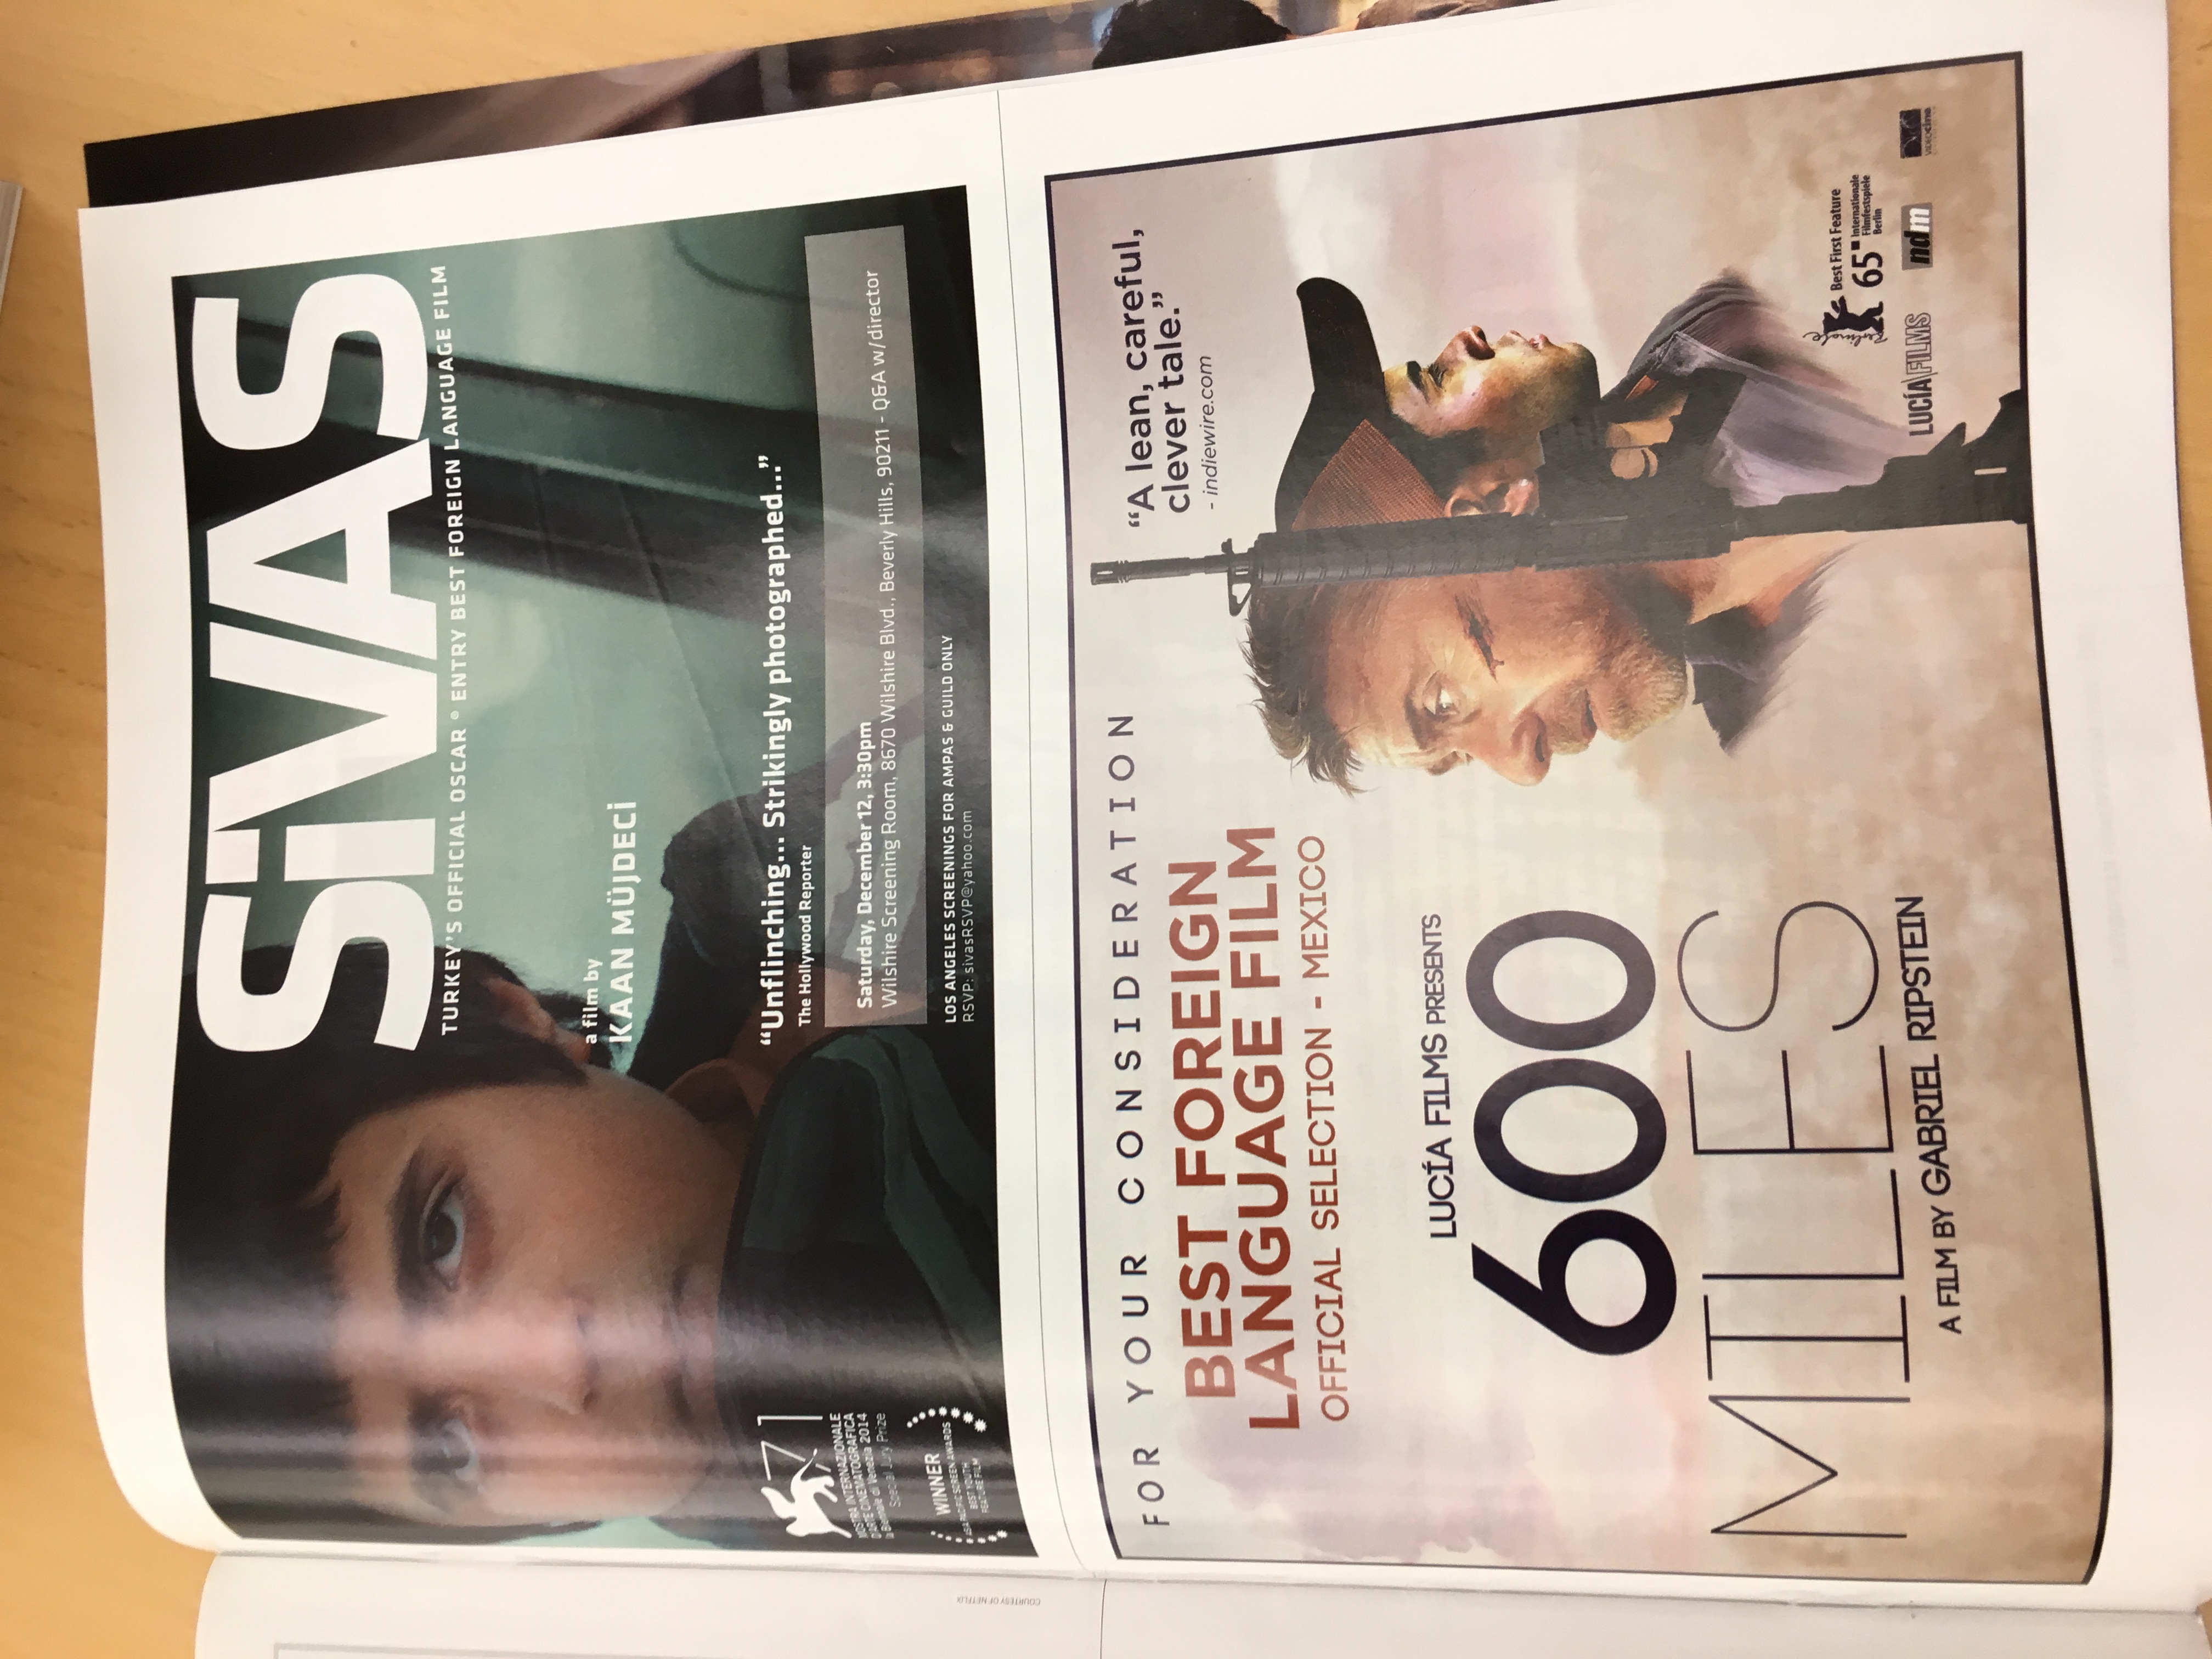 SiVAS
TURKEY'S OFFICIAL OSCAR ® ENTRY BEST FOREIGN LANGUAGE FILM
a film by
KAAN MÜJDECİ
"Unflinching... Strikingly photographed..."
The Hollywood Reporter
Saturday, December 12, 3:30pm
Wilshire Screening Room, 8670 Wilshire Blvd., Beverly Hills, 90211 - Q&A w/director
LOS ANGELES SCREENINGS FOR AMPAS & GUILD ONLY
RSVP: sivasRSVP@yahoo.com
71
MOSTRA INTERNAZIONALE
D'ARTE CINEMATOGRAFICA
la Biennale di Venezia 2014
Special Jury Prize
WINNER
ASIA PACIFIC SCREEN AWARDS
BEST YOUTH
FEATURE FILM
COURTESY OF NETFLIX
FOR YOUR CONSIDERATION
BEST FOREIGN
LANGUAGE FILM
OFFICIAL SELECTION - MEXICO
"A lean, careful,
clever tale."
- indiewire.com
LUCÍA FILMS PRESENTS
600
MILES
A FILM BY GABRIEL RIPSTEIN
Berlinale
Best First Feature
65
Internationale
Filmfestspiele
Berlin
LUCÍA FILMS
ndm
VIDEOcine